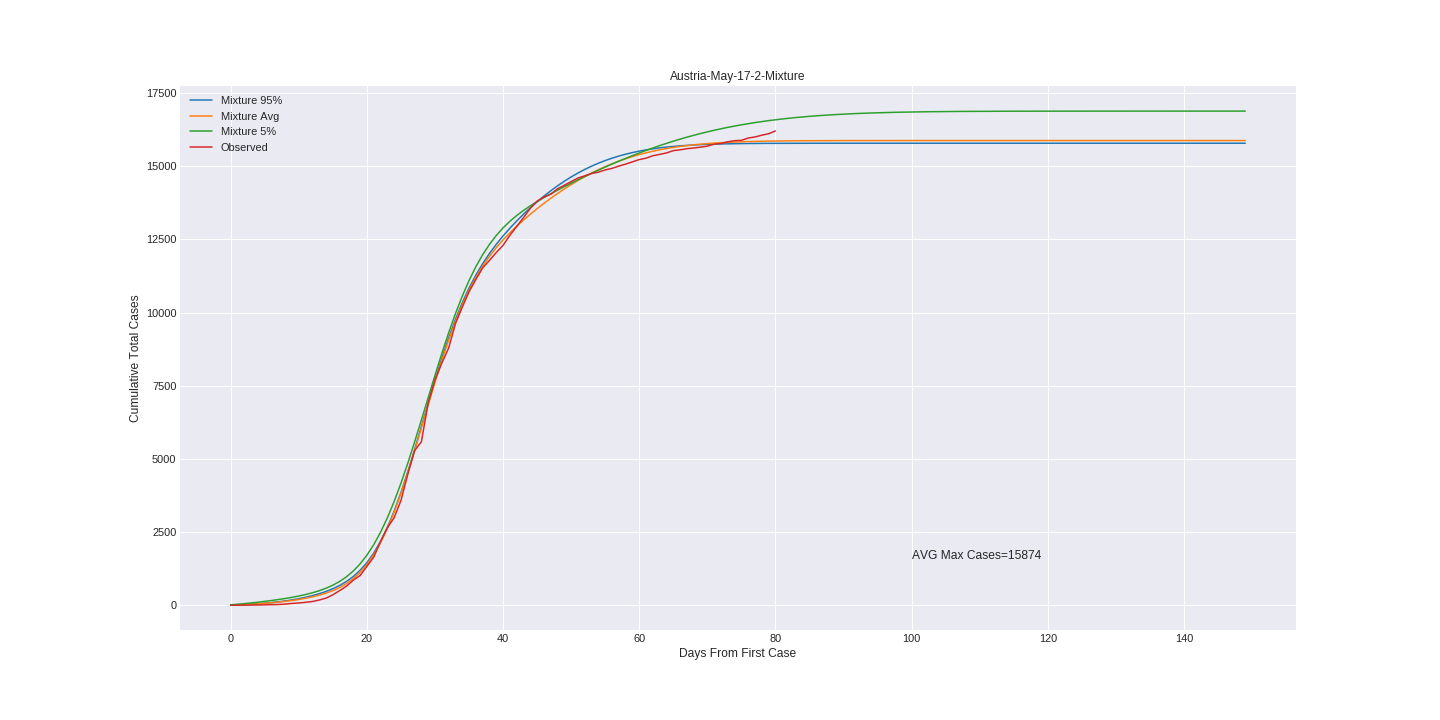 Austria-May-17-2-Mixture
Mixture 95%
Mixture Avg
Mixture 5%
Observed
17500
15000
12500
10000
7500
5000
2500
0
Cumulative Total Cases
AVG Max Cases=15874
0 20 40 60 80 100 120 140
Days From First Case